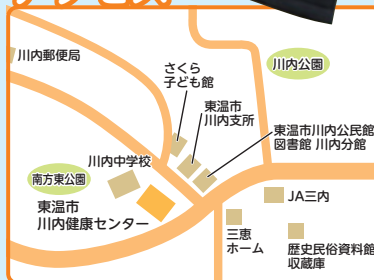 川内郵便局
さくら
子ども館
川内公園
東温市
川内支所
東温市川内公民館
図書館 川内分館
川内中学校
南方東公園
東温市
川内健康センター
JA三内
三恵
ホーム
歴史民俗資料館
収蔵庫